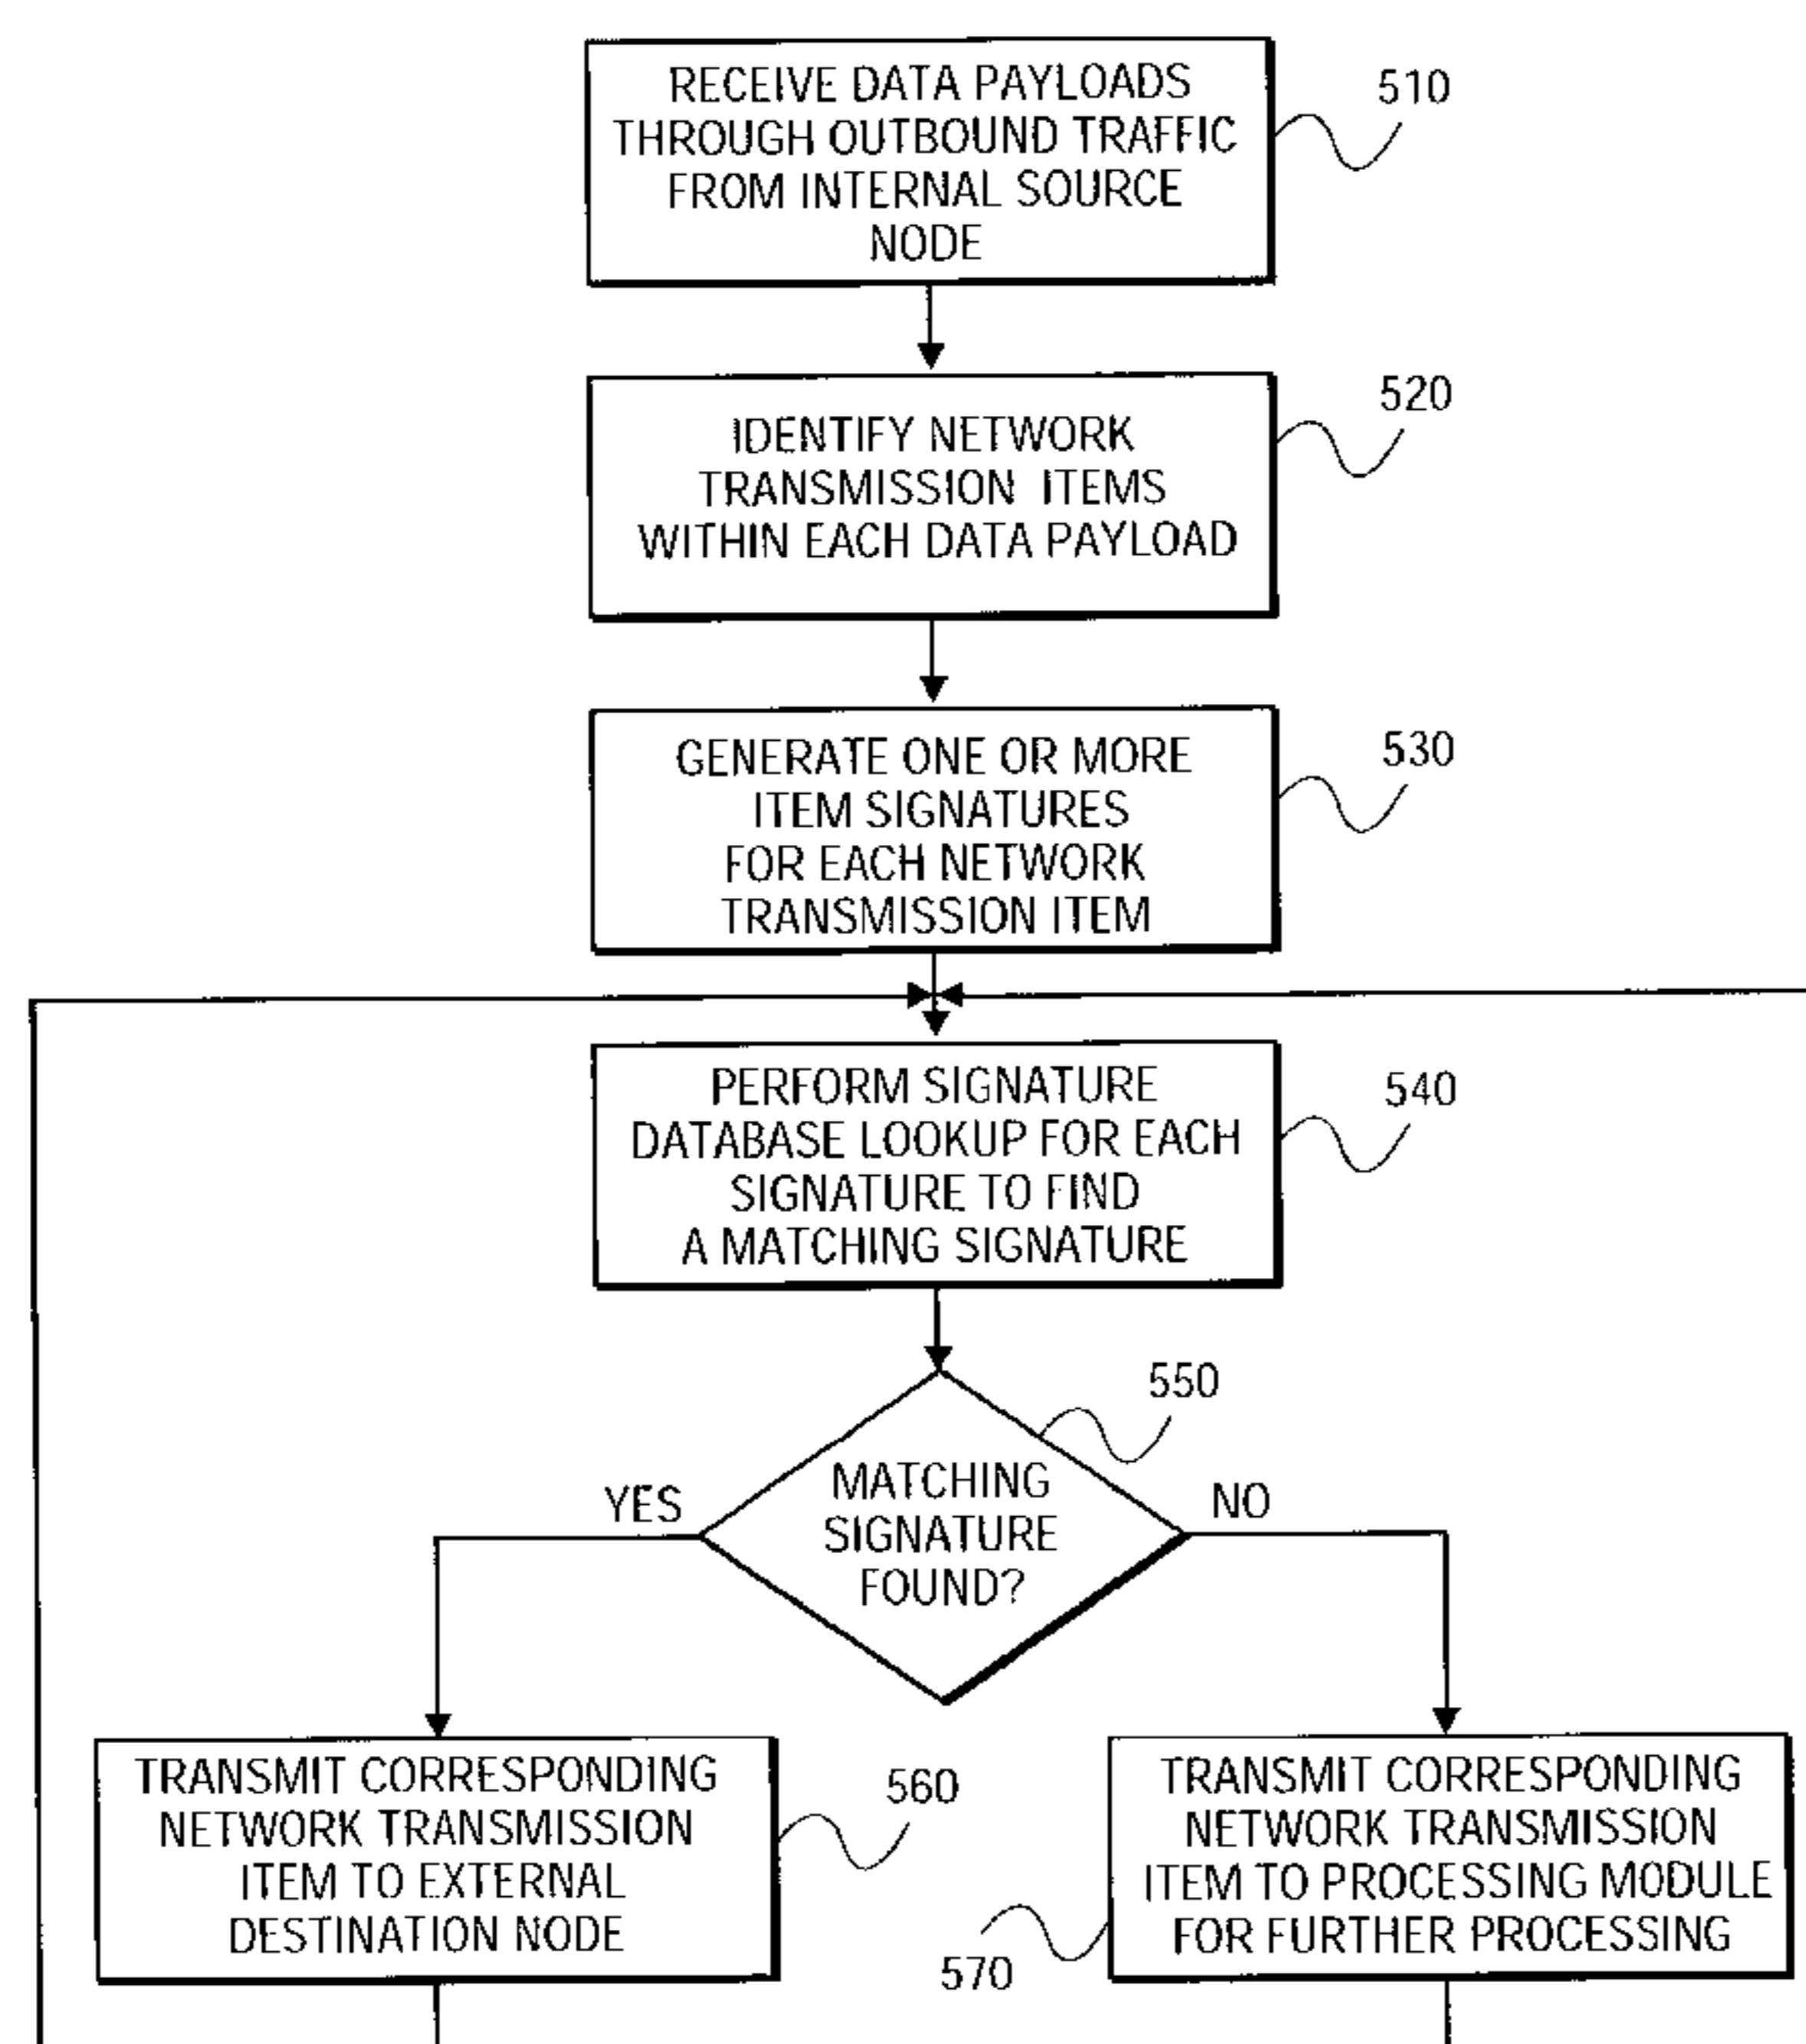 RECEIVE DATA PAYLOADS
THROUGH OUTBOUND TRAFFIC
FROM INTERNAL SOURCE
NODE
510
IDENTIFY NETWORK
TRANSMISSION ITEMS
WITHIN EACH DATA PAYLOAD
520
GENERATE ONE OR MORE
ITEM SIGNATURES
FOR EACH NETWORK
TRANSMISSION ITEM
530
PERFORM SIGNATURE
DATABASE LOOKUP FOR EACH
SIGNATURE TO FIND
A MATCHING SIGNATURE
540
550
MATCHING
SIGNATURE
FOUND?
YES
NO
TRANSMIT CORRESPONDING
NETWORK TRANSMISSION
ITEM TO EXTERNAL
DESTINATION NODE
560
TRANSMIT CORRESPONDING
NETWORK TRANSMISSION
ITEM TO PROCESSING MODULE
FOR FURTHER PROCESSING
570